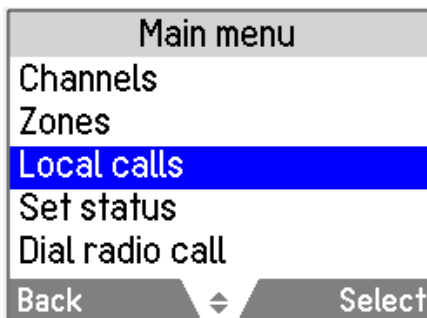 Main menu
Channels
Zones
Local calls
Set status
Dial radio call
Back Select